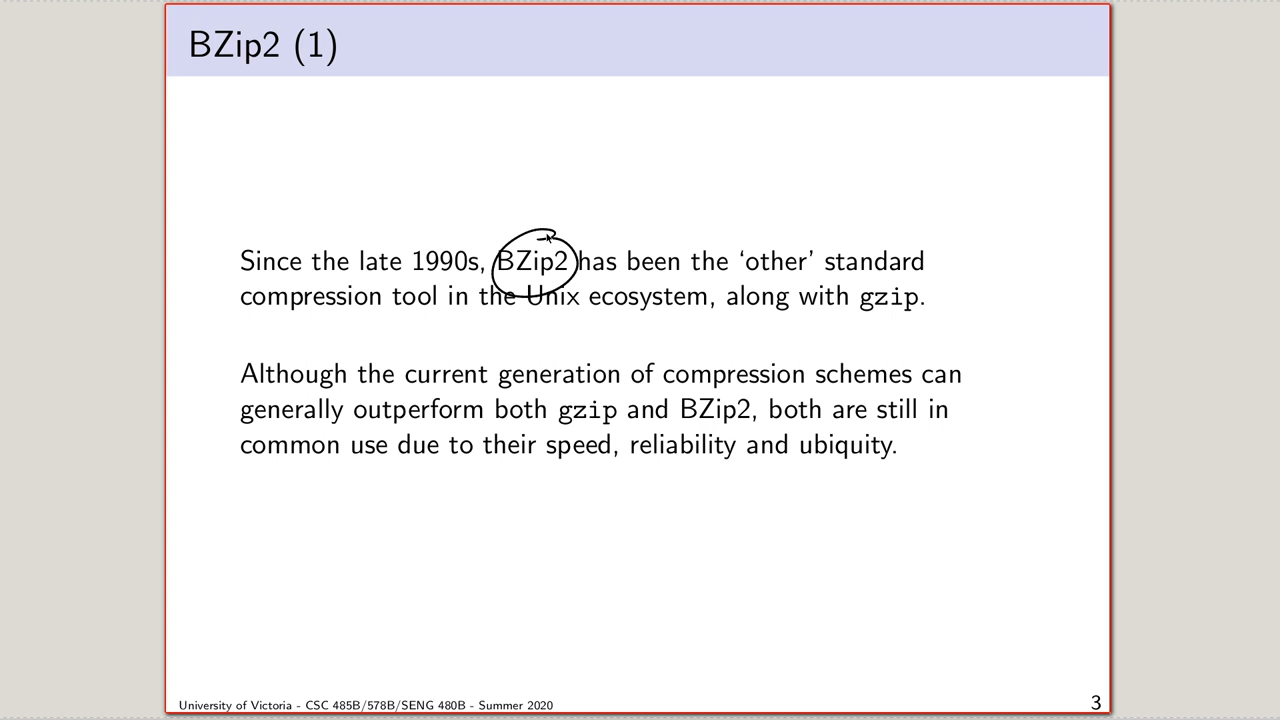 BZip2 (1)
Since the late 1990s, BZip2 has been the ‘other’ standard
compression tool in the Unix ecosystem, along with gzip.
Although the current generation of compression schemes can
generally outperform both gzip and BZip2, both are still in
common use due to their speed, reliability and ubiquity.
University of Victoria - CSC 485B/578B/SENG 480B - Summer 2020
3